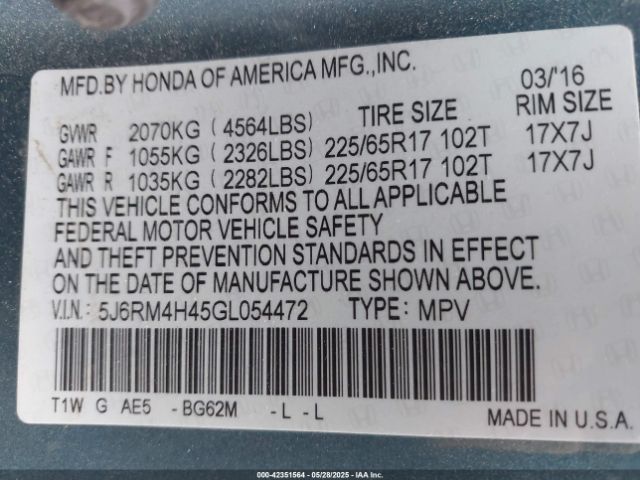 MFD.BY HONDA OF AMERICA MFG.,INC. 03/'16
TIRE SIZE RIM SIZE
GVWR 2070KG ( 4564LBS)
GAWR F 1055KG ( 2326LBS) 225/65R17 102T 17X7J
GAWR R 1035KG ( 2282LBS) 225/65R17 102T 17X7J
THIS VEHICLE CONFORMS TO ALL APPLICABLE
FEDERAL MOTOR VEHICLE SAFETY
AND THEFT PREVENTION STANDARDS IN EFFECT
ON THE DATE OF MANUFACTURE SHOWN ABOVE.
V.I.N.: 5J6RM4H45GL054472 TYPE: MPV
T1W G AE5 -BG62M -L -L
MADE IN U.S.A.
000-42351564 - 05/28/2025 - IAA Inc.